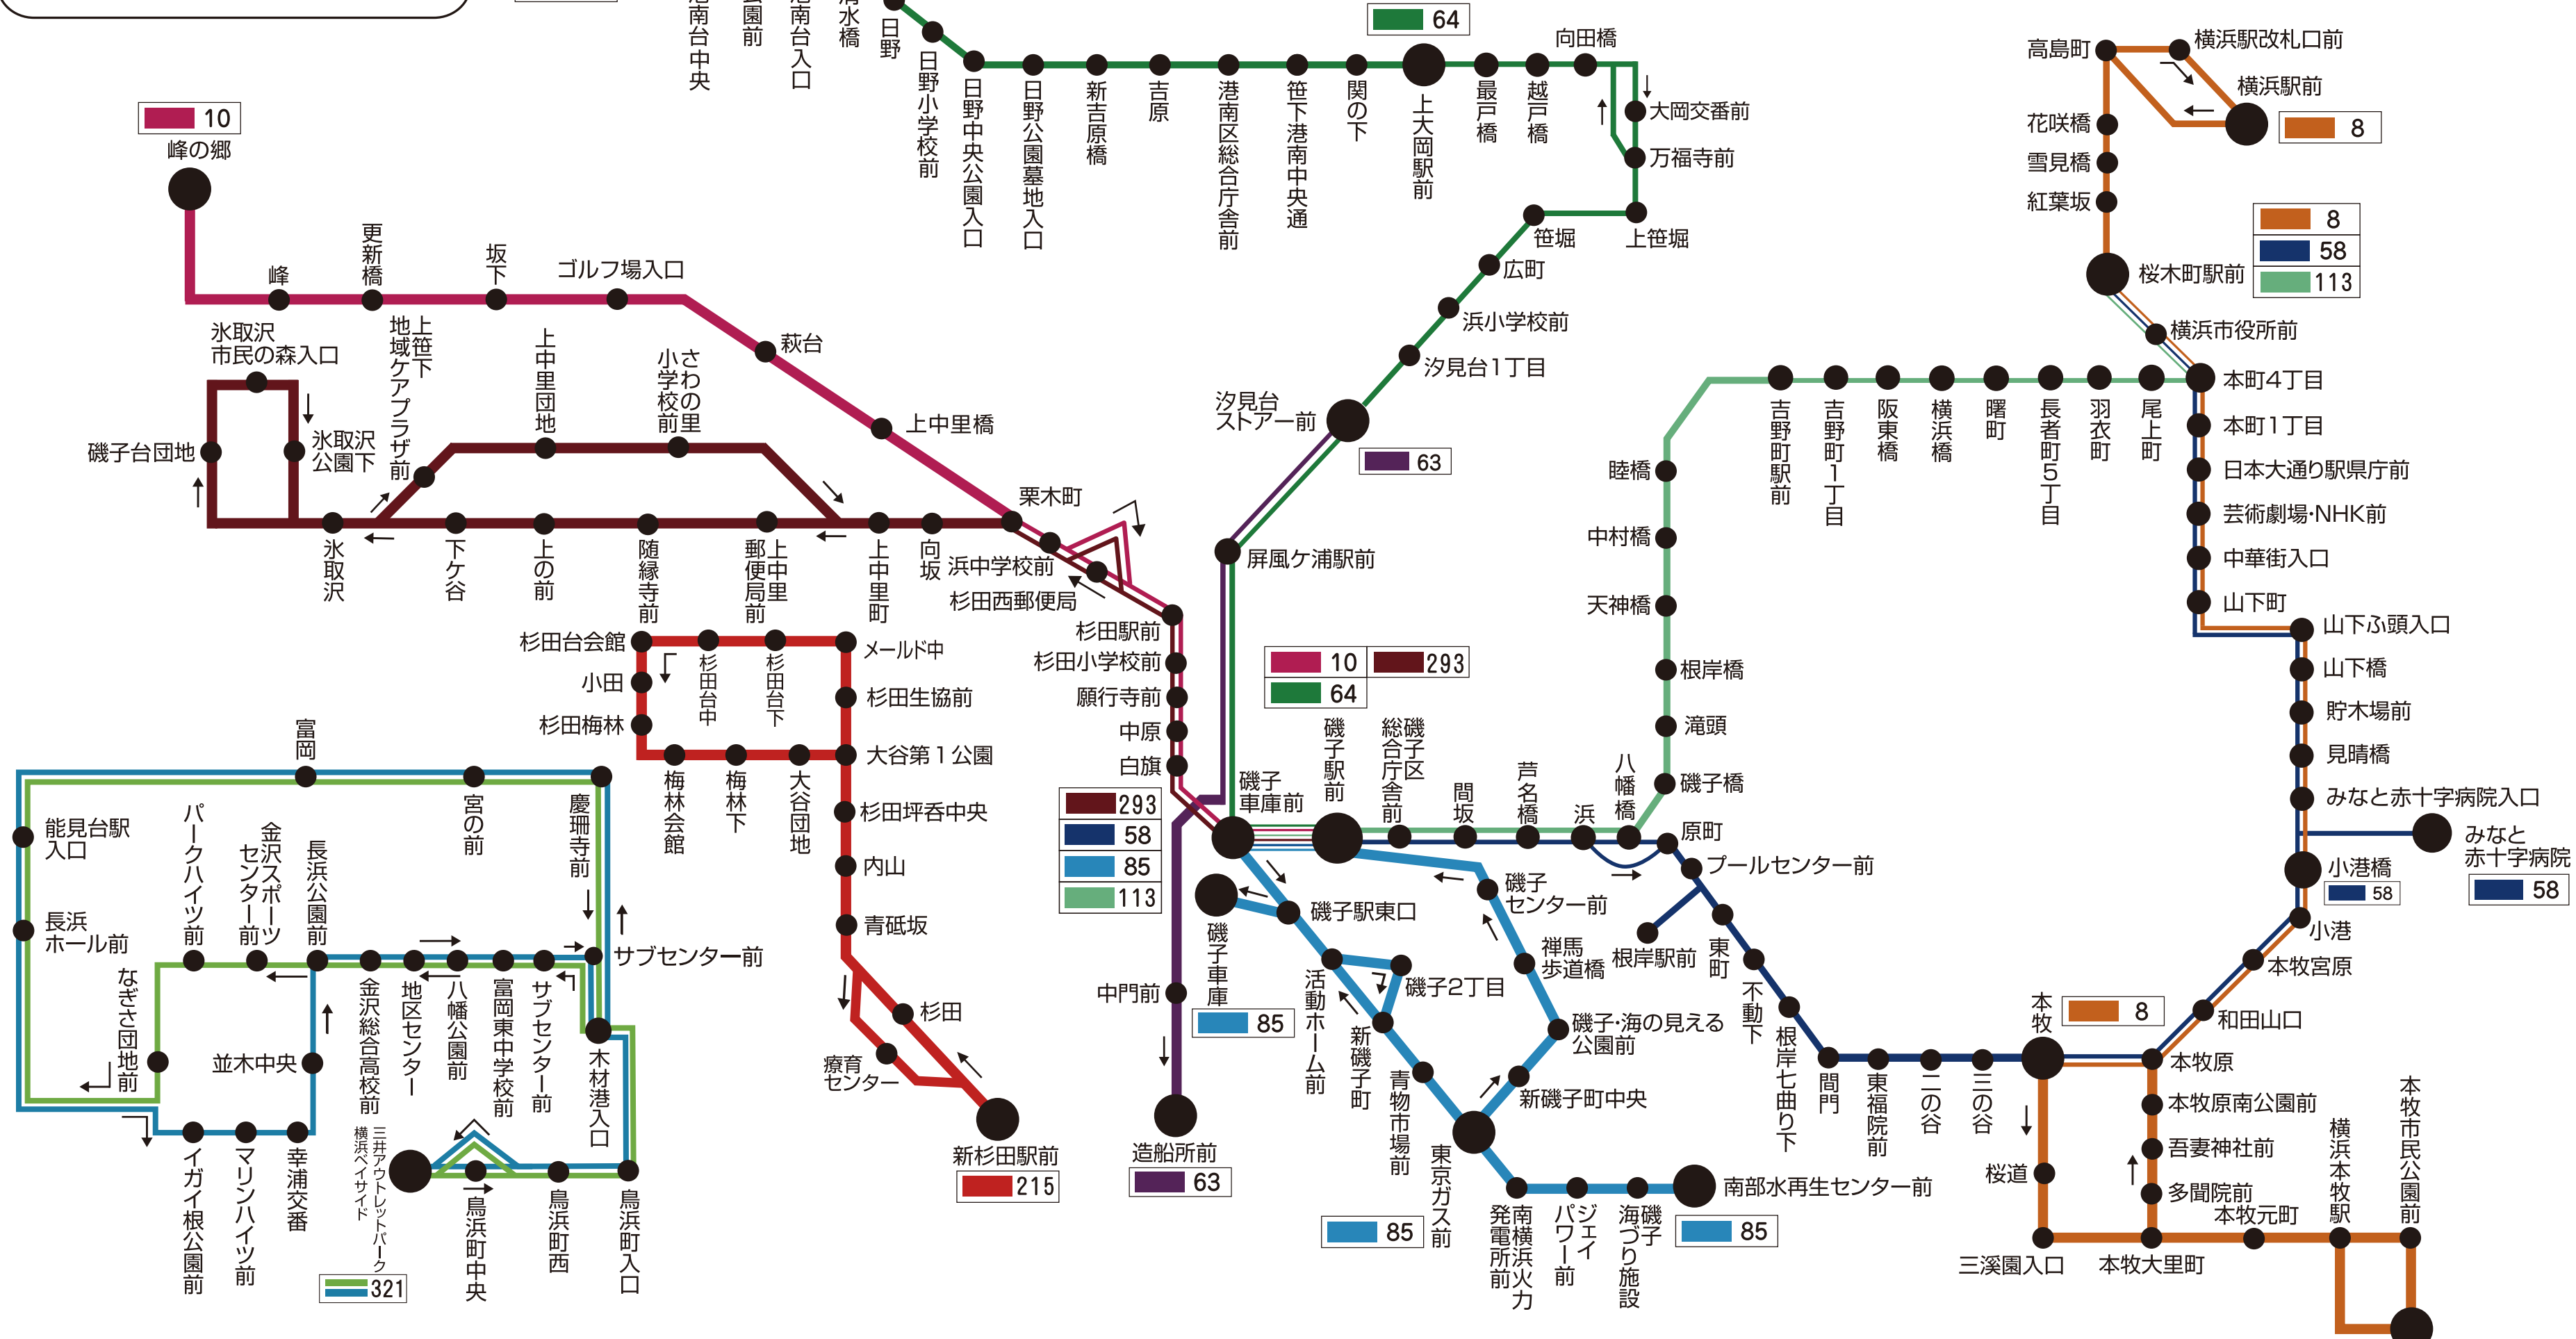 港南台中央
公園前
港南台入口
清水橋
日野
日野小学校前
日野中央公園入口
日野公園墓地入口
新吉原橋
吉原
港南区総合庁舎前
笹下港南中央通
関の下
64
上大岡駅前
最戸橋
越戸橋
向田橋
大岡交番前
万福寺前
上笹堀
笹堀
広町
浜小学校前
汐見台1丁目
汐見台
ストアー前
63
屏風ケ浦駅前
高島町
横浜駅改札口前
横浜駅前
8
花咲橋
雪見橋
紅葉坂
桜木町駅前
8
58
113
横浜市役所前
本町4丁目
本町1丁目
日本大通り駅県庁前
芸術劇場・NHK前
中華街入口
山下町
山下ふ頭入口
山下橋
貯木場前
見晴橋
みなと赤十字病院入口
みなと
赤十字病院
58
小港橋
58
小港
本牧宮原
和田山口
本牧原
本牧原南公園前
吾妻神社前
多聞院前
本牧元町
横浜本牧駅
本牧市民公園前
本牧大里町
三溪園入口
桜道
本牧
8
三の谷
二の谷
東福院前
間門
根岸七曲り下
不動下
東町
根岸駅前
プールセンター前
原町
吉野町駅前
吉野町1丁目
阪東橋
横浜橋
曙町
長者町5丁目
羽衣町
尾上町
睦橋
中村橋
天神橋
根岸橋
滝頭
磯子橋
八幡橋
浜
芦名橋
間坂
磯子区
総合庁舎前
磯子駅前
10
293
64
磯子
車庫前
293
58
85
113
10
峰の郷
峰
更新橋
坂下
ゴルフ場入口
萩台
上中里橋
栗木町
浜中学校前
杉田西郵便局
杉田駅前
杉田小学校前
願行寺前
中原
白旗
氷取沢
市民の森入口
磯子台団地
氷取沢
公園下
上笹下
地域ケアプラザ前
上中里団地
さわの里
小学校前
氷取沢
下ケ谷
上の前
随縁寺前
上中里
郵便局前
上中里町
向坂
杉田台会館
杉田台中
杉田台下
メールド中
小田
杉田梅林
梅林会館
梅林下
大谷団地
杉田生協前
大谷第1公園
杉田坪呑中央
内山
青砥坂
杉田
療育
センター
新杉田駅前
215
中門前
造船所前
63
磯子車庫
85
磯子駅東口
活動ホーム前
磯子2丁目
新磯子町
青物市場前
東京ガス前
85
新磯子町中央
磯子・海の見える
公園前
禅馬
歩道橋
磯子
センター前
南横浜火力
発電所前
ジェイ
パワー前
磯子
海づり施設
南部水再生センター前
85
富岡
宮の前
慶珊寺前
能見台駅
入口
長浜
ホール前
パークハイツ前
金沢スポーツ
センター前
長浜公園前
なぎさ団地前
並木中央
金沢総合高校前
地区センター
八幡公園前
富岡東中学校前
サブセンター前
サブセンター前
木材港入口
イガイ根公園前
マリンハイツ前
幸浦交番
三井アウトレットパーク
横浜ベイサイド
321
鳥浜町中央
鳥浜町西
鳥浜町入口